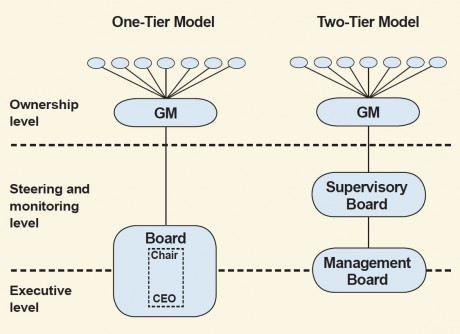 One-Tier Model
Two-Tier Model
Ownership
level
GM
GM
Steering and
monitoring
level
Supervisory
Board
Board
Chair
CEO
Management
Board
Executive
level